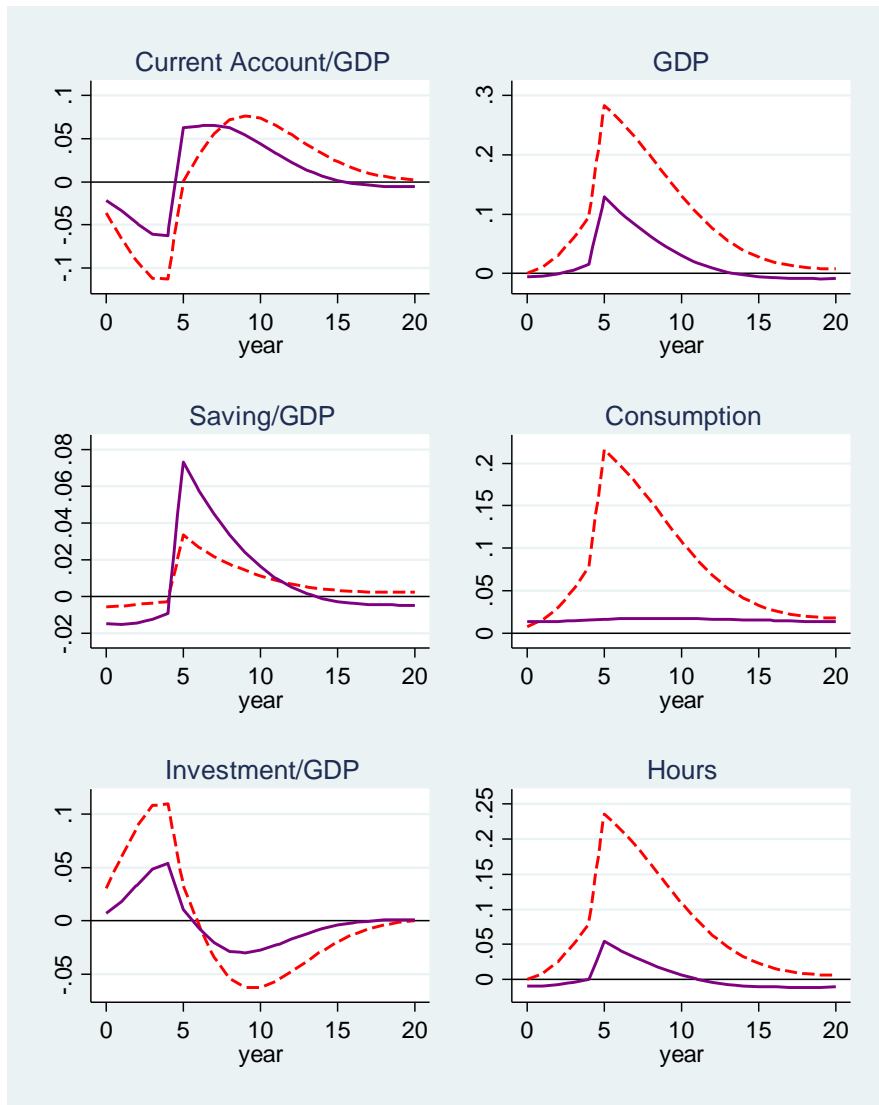 Current Account/GDP
.1
.05
0
-.05
-.1
0 5 10 15 20
year
GDP
.3
.2
.1
0
0 5 10 15 20
year
Saving/GDP
.08
.06
.04
.02
0
-.02
0 5 10 15 20
year
Consumption
.2
.15
.1
.05
0
0 5 10 15 20
year
Investment/GDP
.1
.05
0
-.05
0 5 10 15 20
year
Hours
.25
.2
.15
.1
.05
0
0 5 10 15 20
year